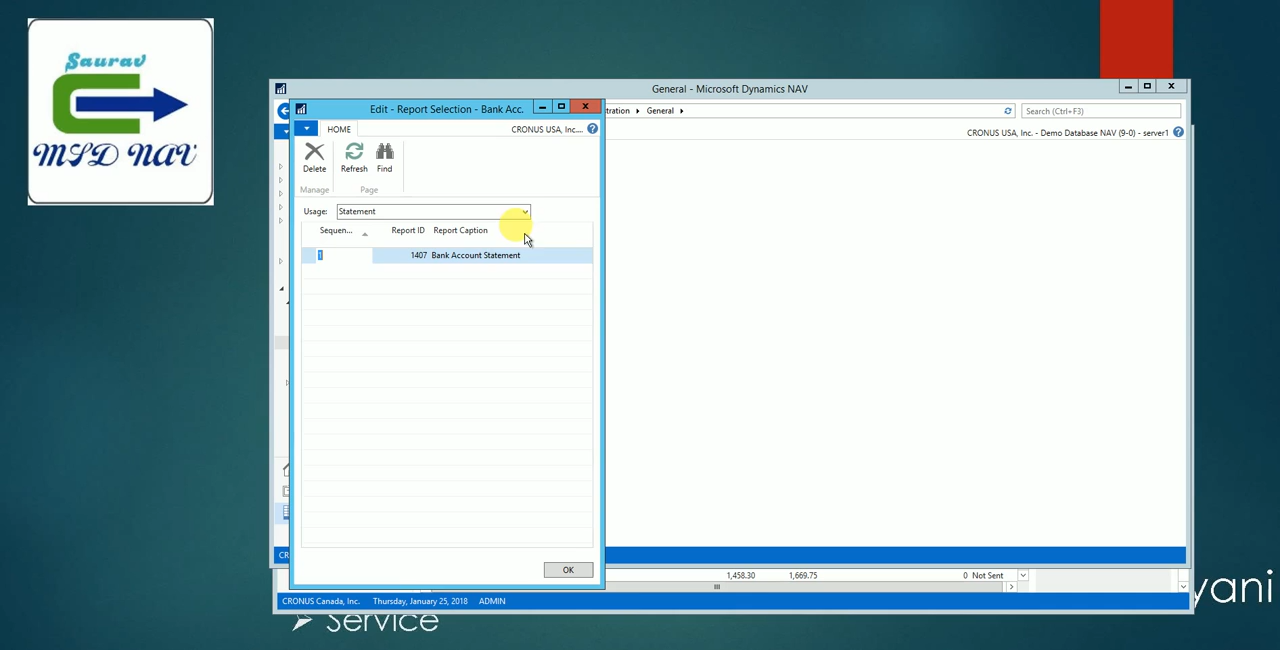 Saurav
MSD NAV
General - Microsoft Dynamics NAV
Edit - Report Selection - Bank Acc.
tration ▸ General ▸
Search (Ctrl+F3)
HOME
CRONUS USA, Inc....
CRONUS USA, Inc. - Demo Database NAV (9-0) - server1
Delete
Refresh
Find
Manage
Page
Usage:
Statement
Sequen...
Report ID
Report Caption
1
1407
Bank Account Statement
OK
CR
1,458.30
1,669.75
0
Not Sent
yani
CRONUS Canada, Inc.
Thursday, January 25, 2018
ADMIN
Service